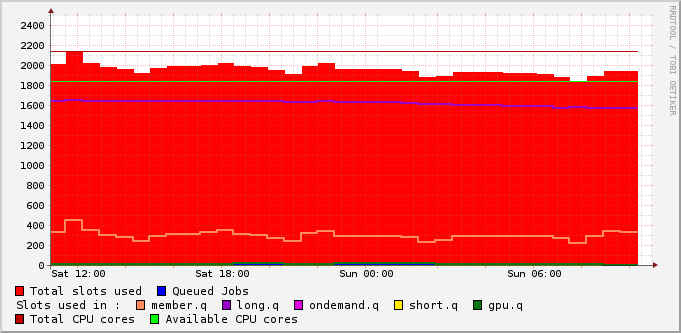 2400
2200
2000
1800
1600
1400
1200
1000
800
600
400
200
0
Sat 12:00 Sat 18:00 Sun 00:00 Sun 06:00
Total slots used Queued Jobs
Slots used in : member.q long.q ondemand.q short.q gpu.q
Total CPU cores Available CPU cores
RRDTOOL / TOBI OETIKER